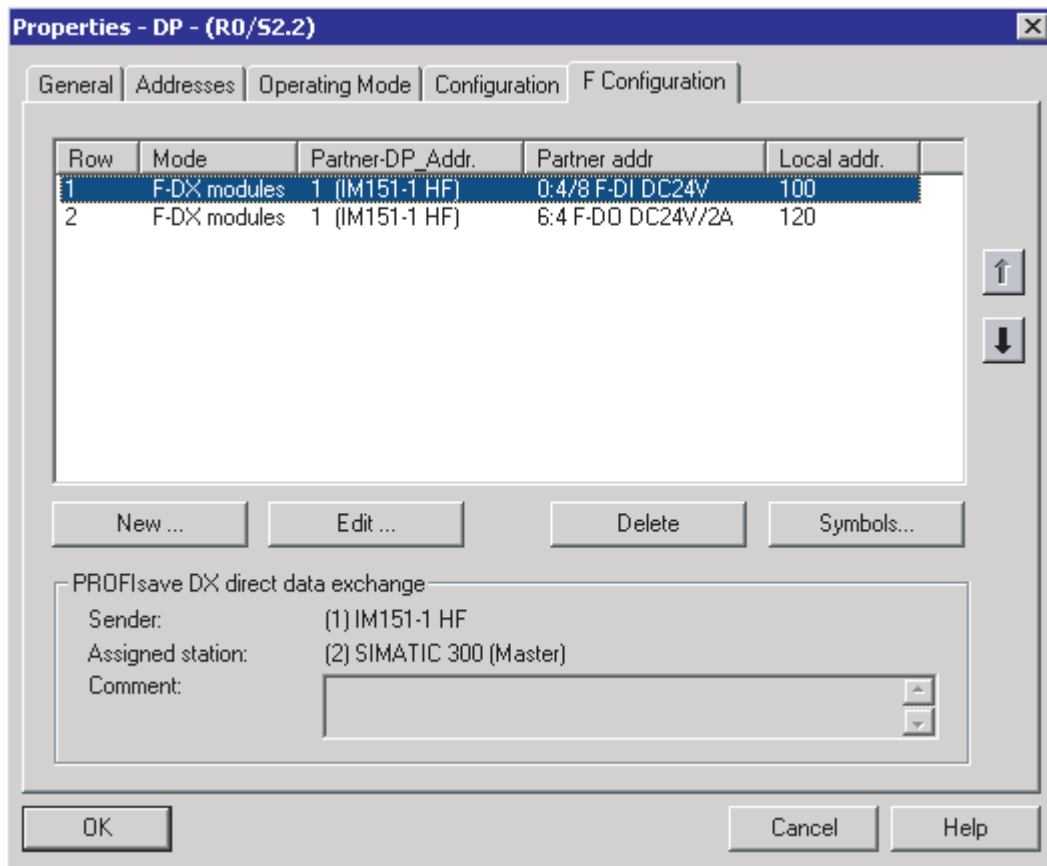 Properties - DP - (R0/S2.2)
General Addresses Operating Mode Configuration F Configuration
Row Mode Partner-DP_Addr. Partner addr Local addr.
1 F-DX modules 1 (IM151-1 HF) 0:4/8 F-DI DC24V 100
2 F-DX modules 1 (IM151-1 HF) 6:4 F-DO DC24V/2A 120
New ... Edit ... Delete Symbols...
PROFIsave DX direct data exchange
Sender: (1) IM151-1 HF
Assigned station: (2) SIMATIC 300 (Master)
Comment:
OK Cancel Help